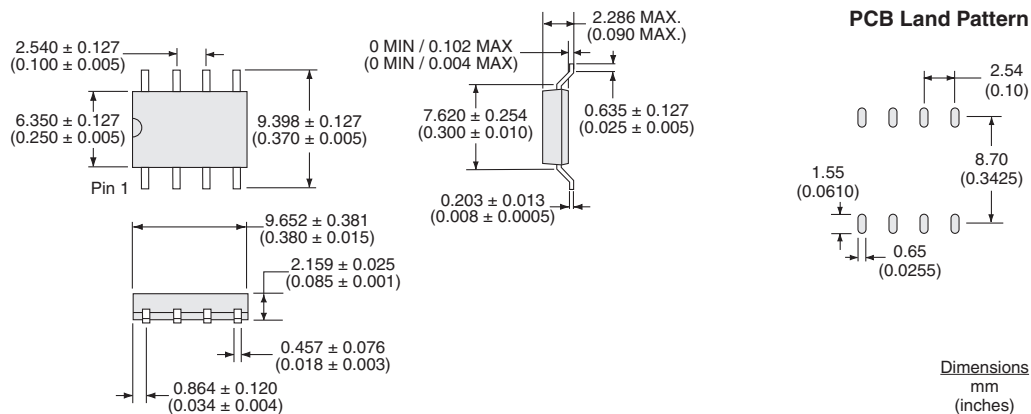 2.540 ± 0.127
(0.100 ± 0.005)
6.350 ± 0.127
(0.250 ± 0.005)
9.398 ± 0.127
(0.370 ± 0.005)
Pin 1
9.652 ± 0.381
(0.380 ± 0.015)
2.159 ± 0.025
(0.085 ± 0.001)
0.457 ± 0.076
(0.018 ± 0.003)
0.864 ± 0.120
(0.034 ± 0.004)
2.286 MAX.
(0.090 MAX.)
0 MIN / 0.102 MAX
(0 MIN / 0.004 MAX)
7.620 ± 0.254
(0.300 ± 0.010)
0.635 ± 0.127
(0.025 ± 0.005)
0.203 ± 0.013
(0.008 ± 0.0005)
PCB Land Pattern
2.54
(0.10)
8.70
(0.3425)
1.55
(0.0610)
0.65
(0.0255)
Dimensions
mm
(inches)